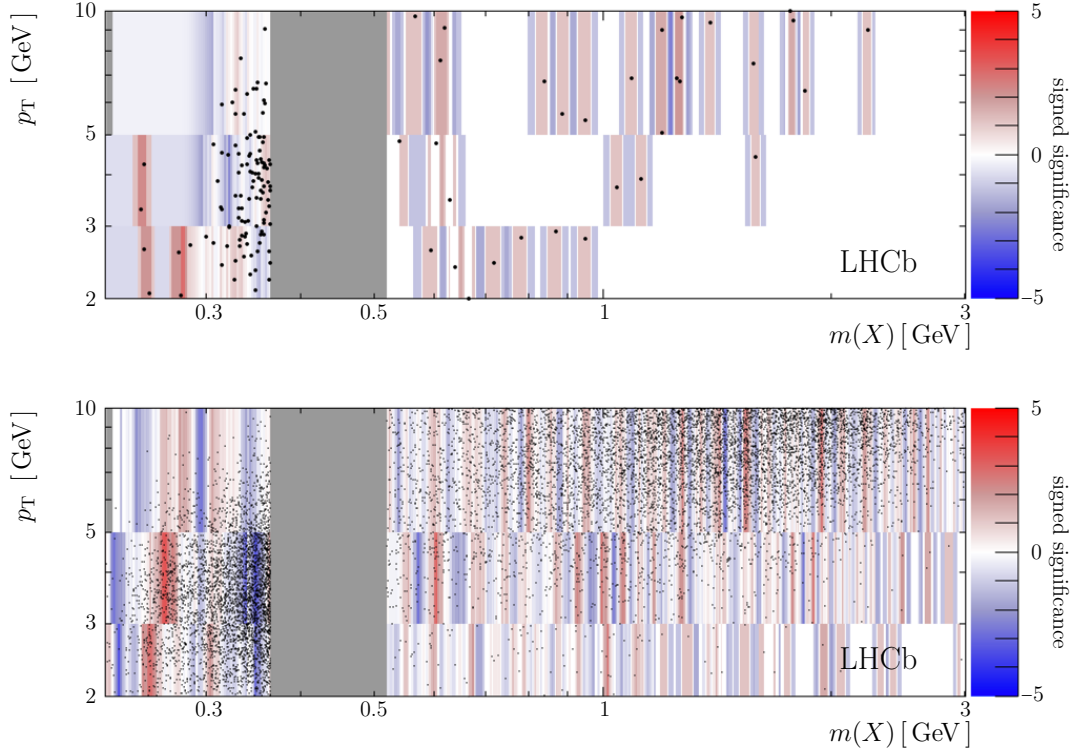 10
5
3
2
p_T [GeV]
0.3
0.5
1
3
m(X) [GeV]
LHCb
5
0
−5
signed significance
10
5
3
2
p_T [GeV]
0.3
0.5
1
3
m(X) [GeV]
LHCb
5
0
−5
signed significance